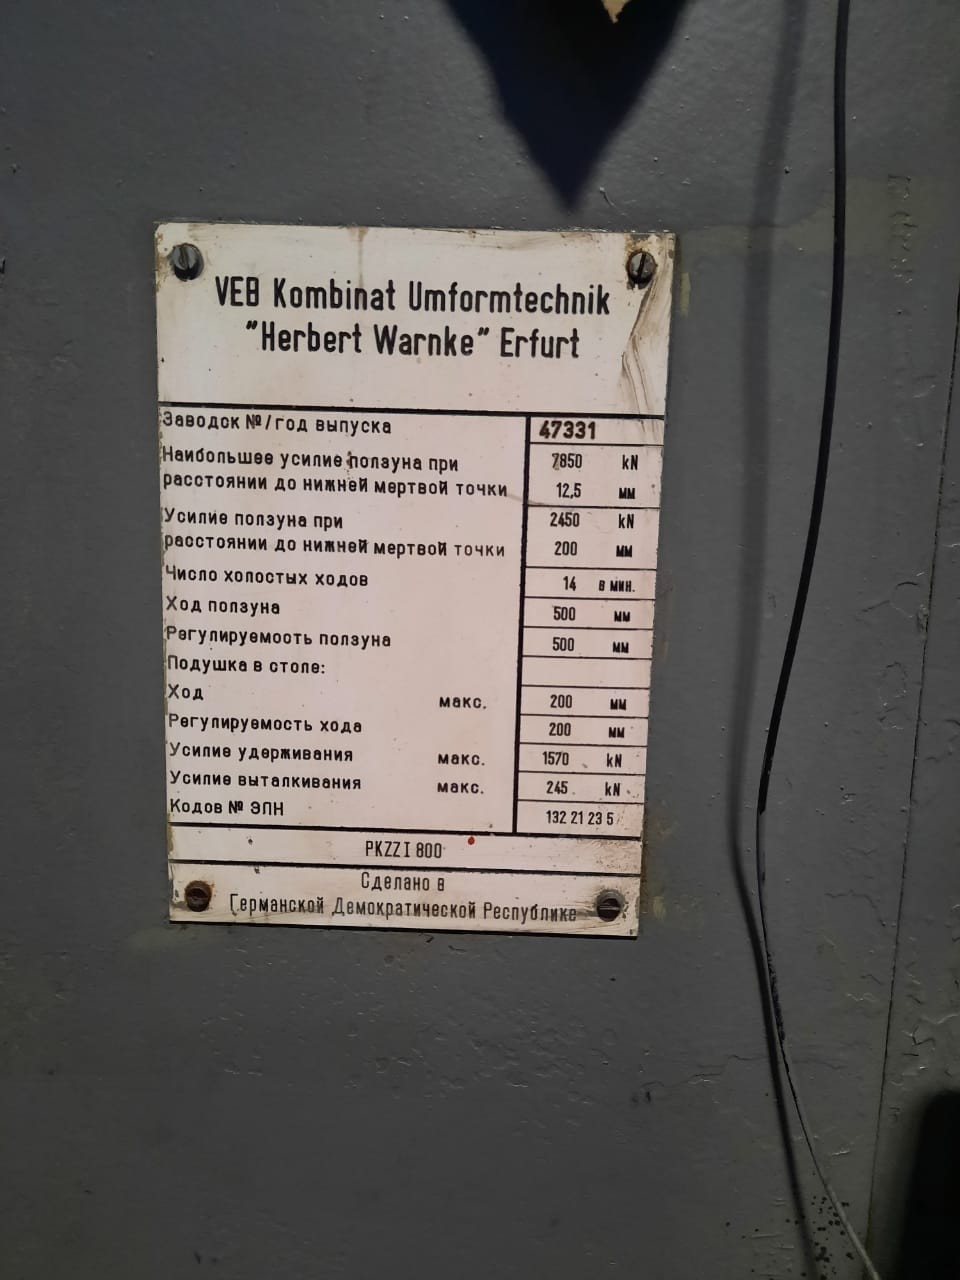 VEB Kombinat Umformtechnik
"Herbert Warnke" Erfurt
Заводск №/год выпуска 47331
Наибольшее усилие ползуна при 7850 kN
расстоянии до нижней мертвой точки 12,5 мм
Усилие ползуна при 2450 kN
расстоянии до нижней мертвой точки 200 мм
Число холостых ходов 14 в мин.
Ход ползуна 500 мм
Регулируемость ползуна 500 мм
Подушка в столе:
Ход макс. 200 мм
Регулируемость хода 200 мм
Усилие удерживания макс. 1570 kN
Усилие выталкивания макс. 245 kN
Кодов № ЭПН 132 21 23 5
PKZZ I 800
Сделано в
Германской Демократической Республике